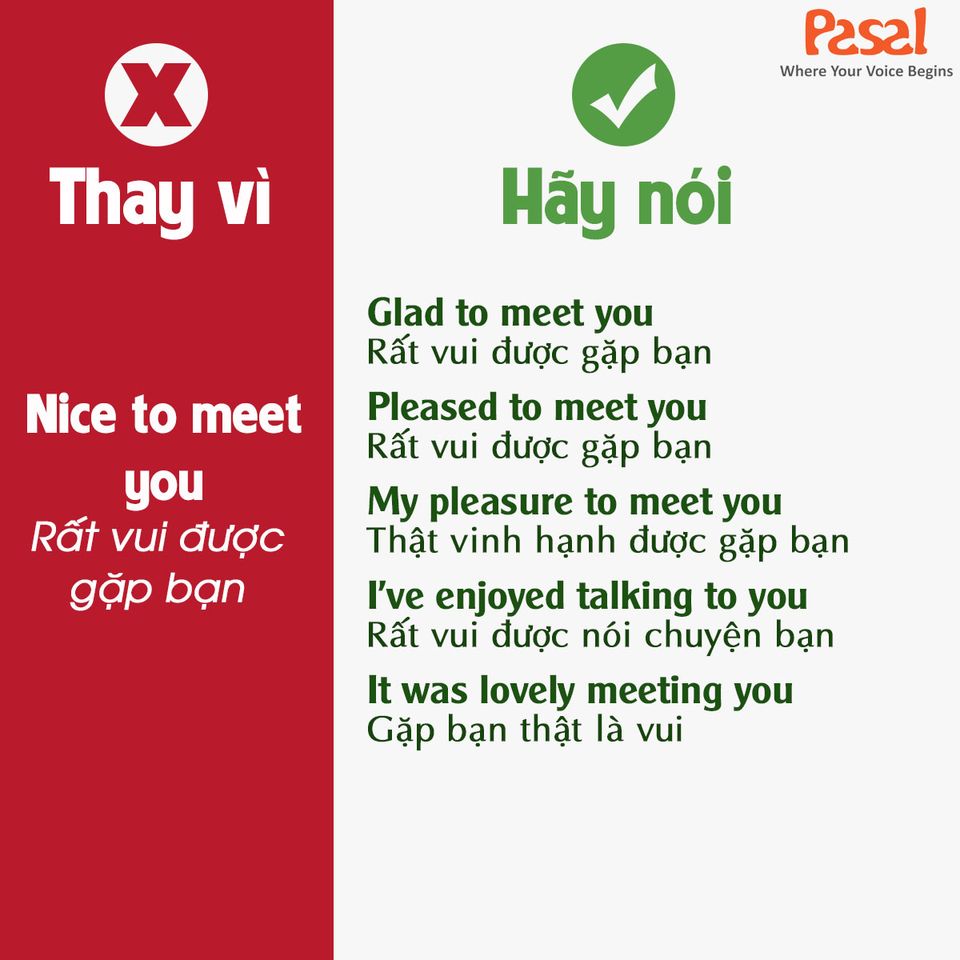 Pasal
Where Your Voice Begins
X
Thay vì
Nice to meet
you
Rất vui được
gặp bạn
Hãy nói
Glad to meet you
Rất vui được gặp bạn
Pleased to meet you
Rất vui được gặp bạn
My pleasure to meet you
Thật vinh hạnh được gặp bạn
I've enjoyed talking to you
Rất vui được nói chuyện bạn
It was lovely meeting you
Gặp bạn thật là vui